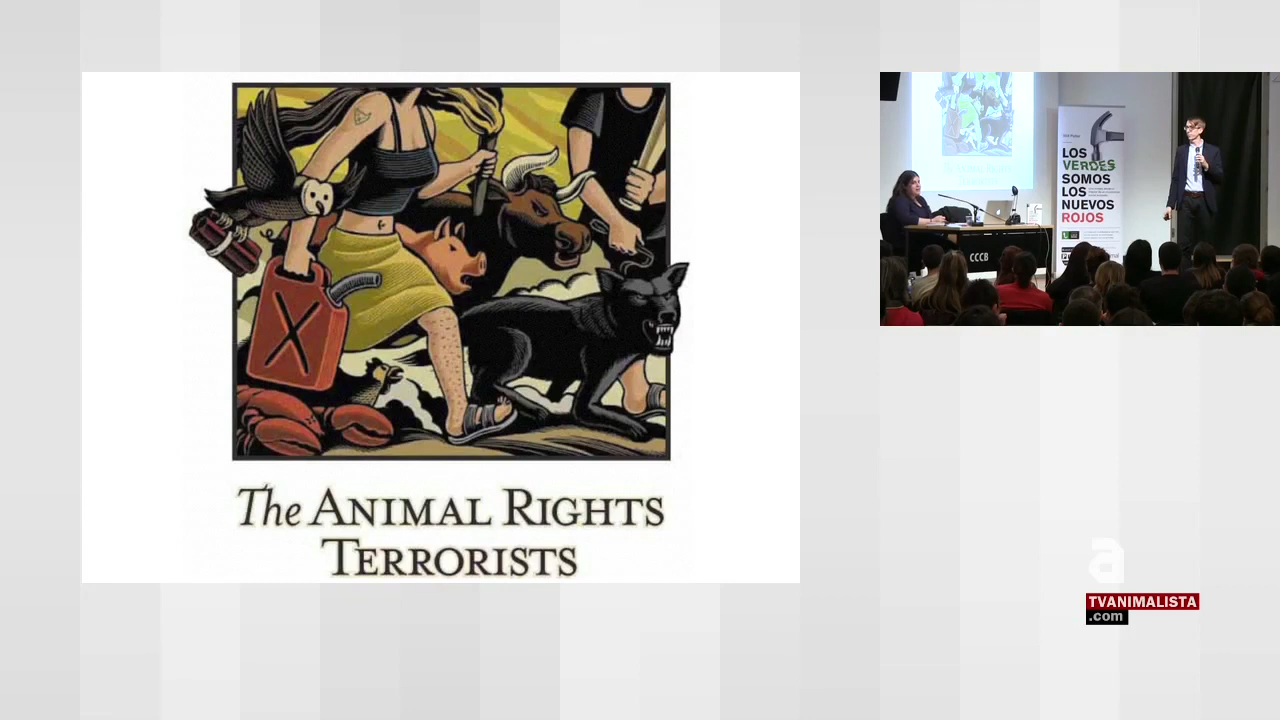 The ANIMAL RIGHTS
TERRORISTS
LOS
VERDES
SOMOS
LOS
NUEVOS
ROJOS
CCCB
a
TVANIMALISTA
.com